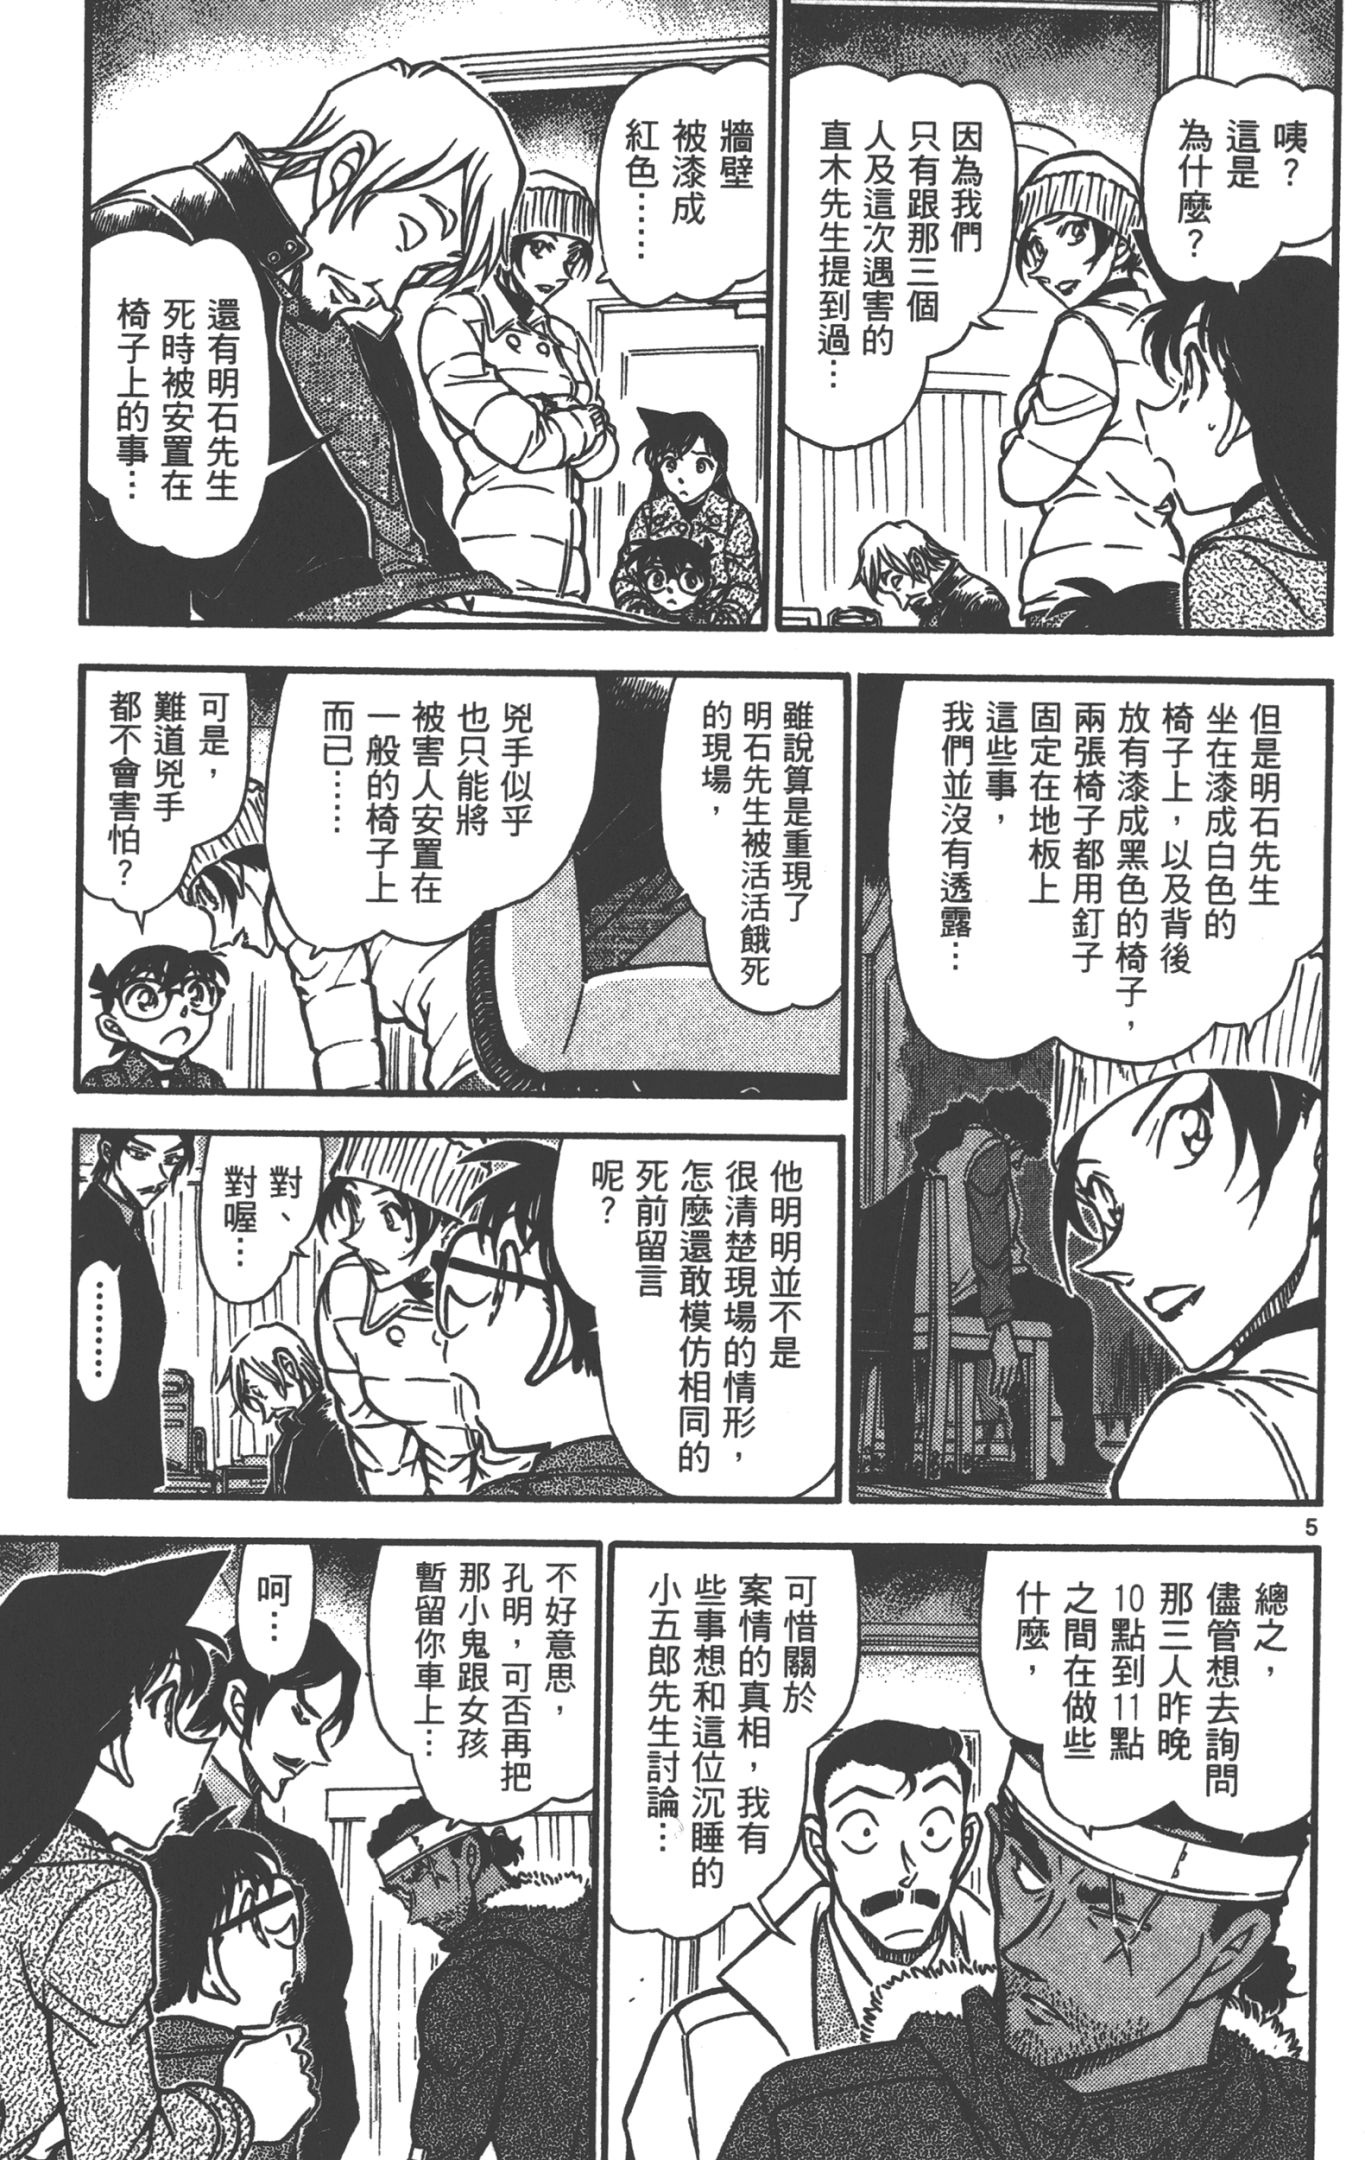 咦？
這是
為什麼？
因為我們
只有跟那三個
人及這次遇害的
直木先生提到過…
牆壁
被漆成
紅色……
還有明石先生
死時被安置在
椅子上的事…
但是明石先生
坐在漆成白色的
椅子上，以及背後
放有漆成黑色的椅子，
兩張椅子都用釘子
固定在地板上
這些事，
我們並沒有透露…
雖說算是重現了
明石先生被活活餓死
的現場，
兇手似乎
也只能將
被害人安置在
一般的椅子上
而已……
可是，
難道兇手
都不會害怕？
他明明並不是
很清楚現場的情形，
怎麼還敢模仿相同的
死前留言
呢？
對、
對喔…
………
5
總之，
儘管想去詢問
那三人昨晚
10點到11點
之間在做些
什麼，
可惜關於
案情的真相，我有
些事想和這位沉睡的
小五郎先生討論…
不好意思，
孔明，可否再把
那小鬼跟女孩
暫留你車上…
呵…